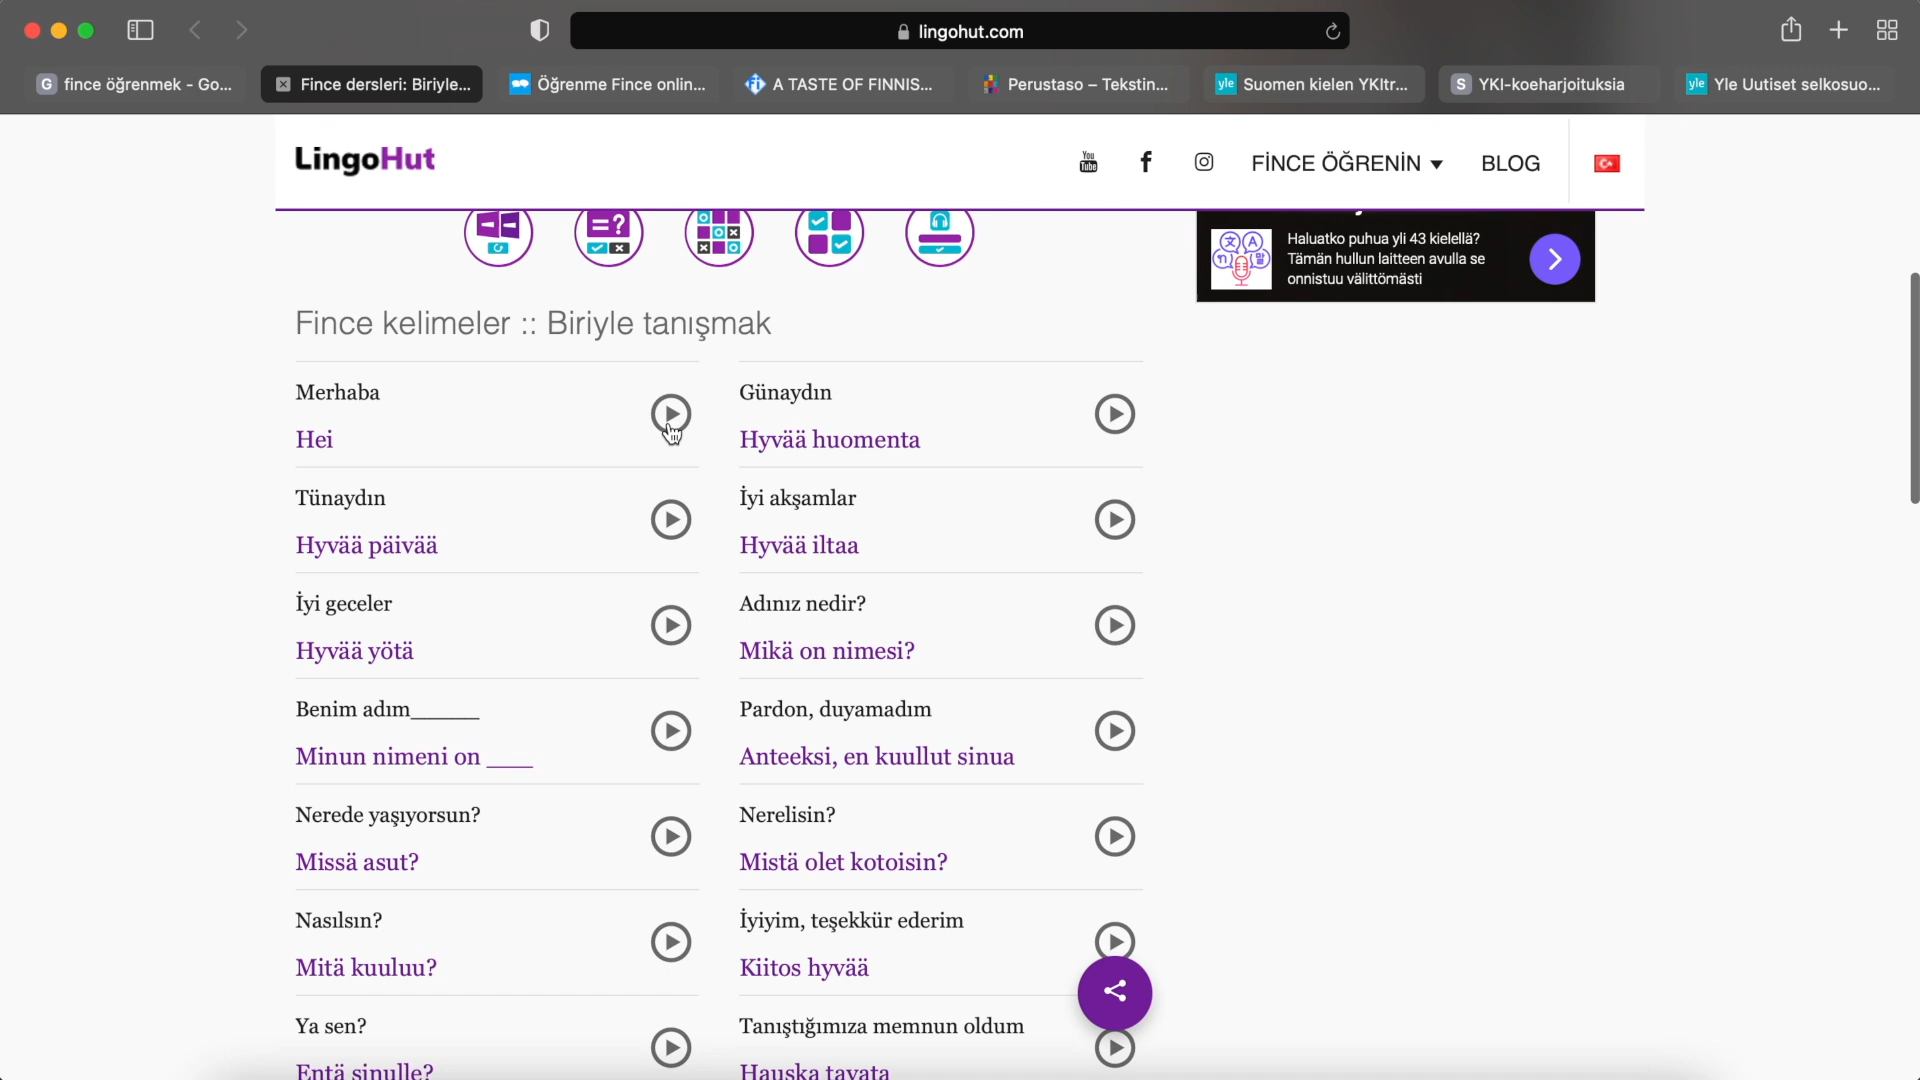 lingohut.com
fince öğrenmek - Go...
Fince dersleri: Biriyle...
Öğrenme Fince onlin...
A TASTE OF FINNIS...
Perustaso – Tekstin...
Suomen kielen YKItr...
YKI-koeharjoituksia
Yle Uutiset selkosuo...
LingoHut
FİNCE ÖĞRENİN
BLOG
Haluatko puhua yli 43 kielellä?
Tämän hullun laitteen avulla se
onnistuu välittömästi
Fince kelimeler :: Biriyle tanışmak
Merhaba
Hei
Günaydın
Hyvää huomenta
Tünaydın
Hyvää päivää
İyi akşamlar
Hyvää iltaa
İyi geceler
Hyvää yötä
Adınız nedir?
Mikä on nimesi?
Benim adım______
Minun nimeni on ____
Pardon, duyamadım
Anteeksi, en kuullut sinua
Nerede yaşıyorsun?
Missä asut?
Nerelisin?
Mistä olet kotoisin?
Nasılsın?
Mitä kuuluu?
İyiyim, teşekkür ederim
Kiitos hyvää
Ya sen?
Entä sinulle?
Tanıştığımıza memnun oldum
Hauska tavata